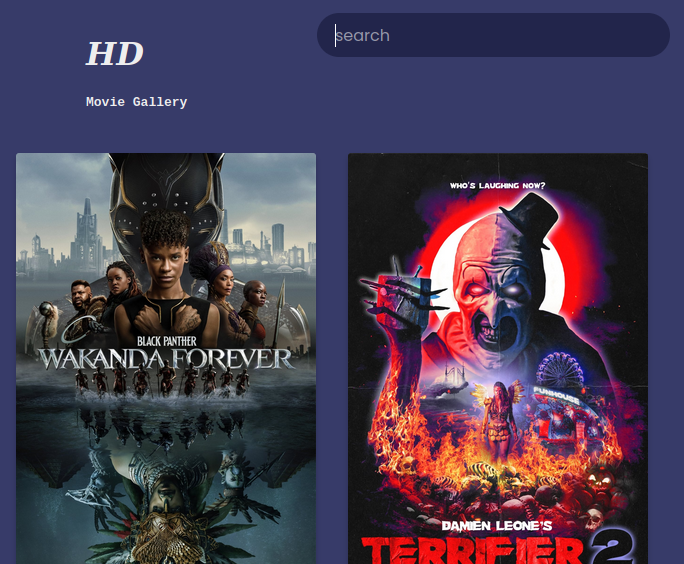 HD
search
Movie Gallery
BLACK PANTHER
WAKANDA FOREVER
WHO'S LAUGHING NOW?
FUNHOUSE
DAMIEN LEONE'S
TERRIFIER 2